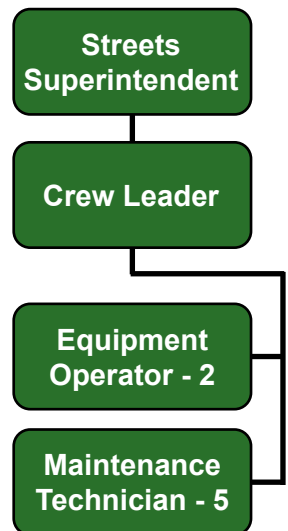 Streets
Superintendent
Crew Leader
Equipment
Operator - 2
Maintenance
Technician - 5